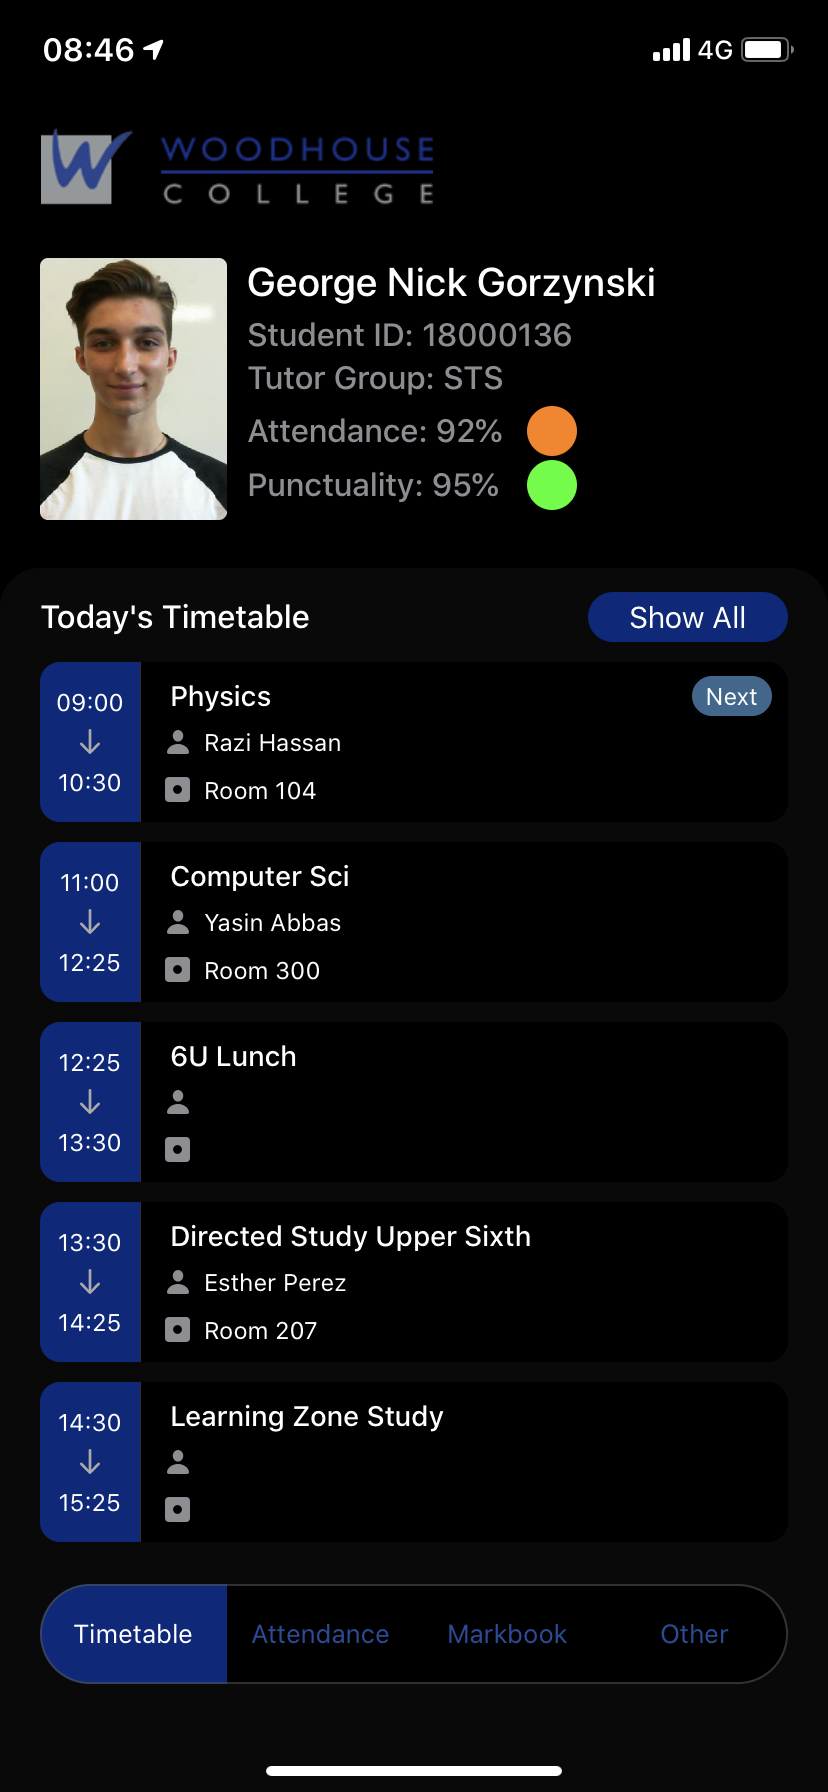 08:46 4G
WOODHOUSE
COLLEGE
George Nick Gorzynski
Student ID: 18000136
Tutor Group: STS
Attendance: 92%
Punctuality: 95%
Today's Timetable Show All
09:00
10:30
Physics Next
Razi Hassan
Room 104
11:00
12:25
Computer Sci
Yasin Abbas
Room 300
12:25
13:30
6U Lunch
13:30
14:25
Directed Study Upper Sixth
Esther Perez
Room 207
14:30
15:25
Learning Zone Study
Timetable Attendance Markbook Other